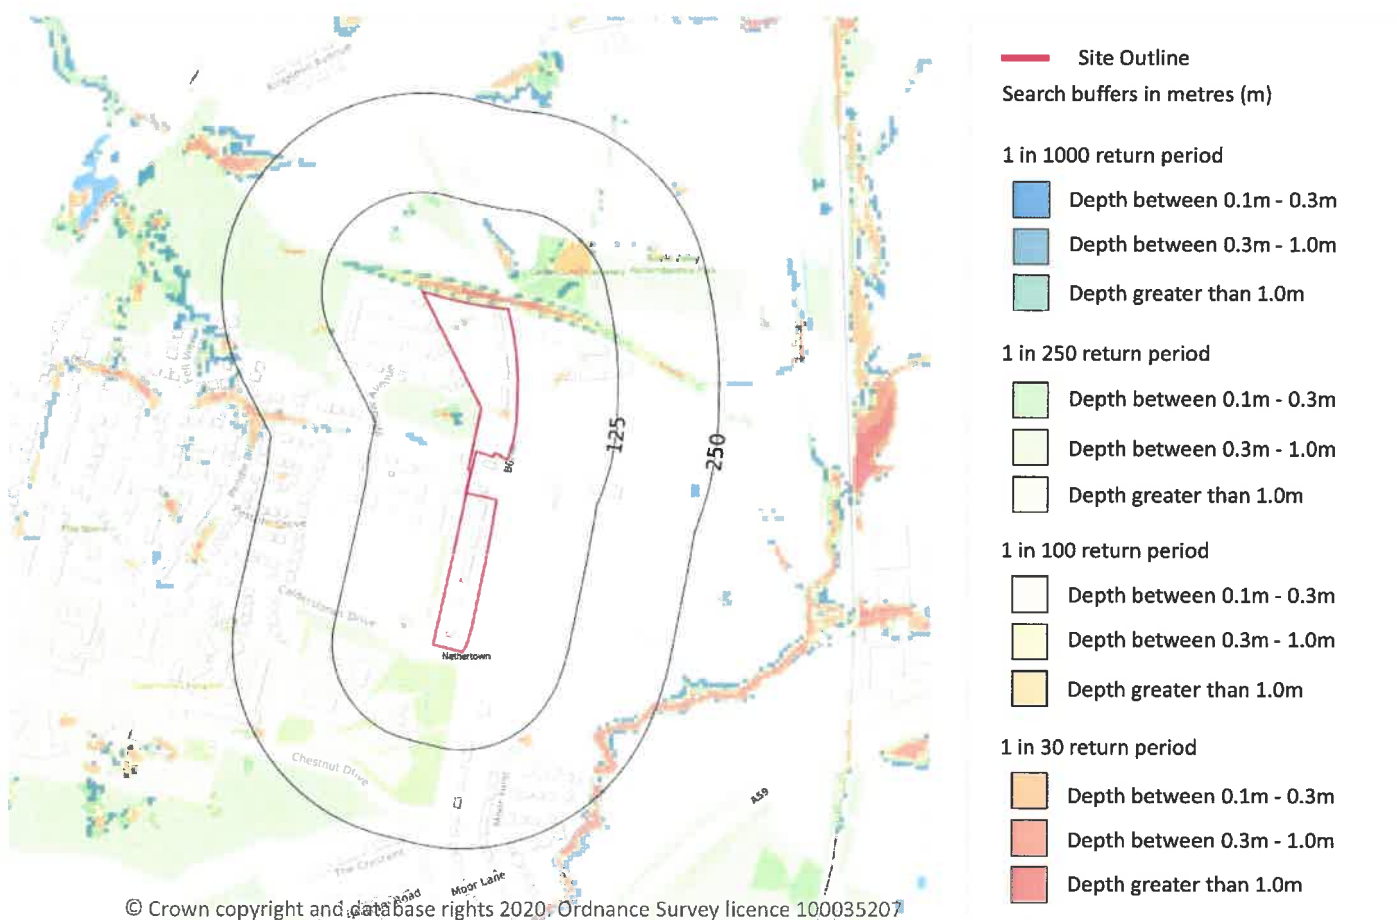 Site Outline
Search buffers in metres (m)
1 in 1000 return period
Depth between 0.1m - 0.3m
Depth between 0.3m - 1.0m
Depth greater than 1.0m
1 in 250 return period
Depth between 0.1m - 0.3m
Depth between 0.3m - 1.0m
Depth greater than 1.0m
1 in 100 return period
Depth between 0.1m - 0.3m
Depth between 0.3m - 1.0m
Depth greater than 1.0m
1 in 30 return period
Depth between 0.1m - 0.3m
Depth between 0.3m - 1.0m
Depth greater than 1.0m
125
250
Calderstones Drive
Nethertown
Chestnut Drive
A59
The Crescent
Moor Lane
Road
© Crown copyright and database rights 2020. Ordnance Survey licence 100035207